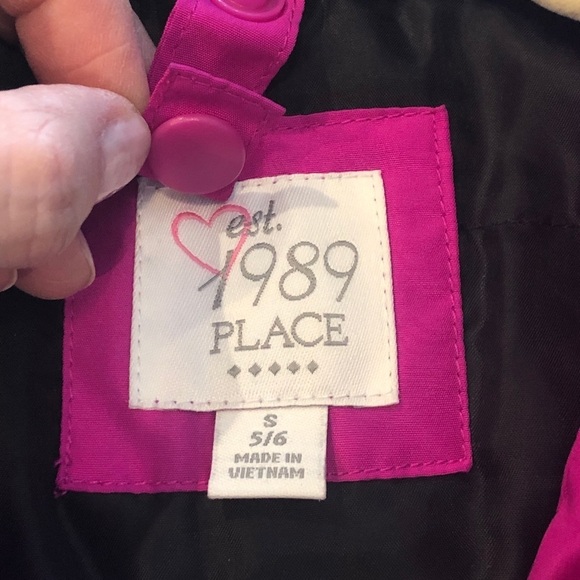 est.
1989
PLACE
S
5/6
MADE IN
VIETNAM